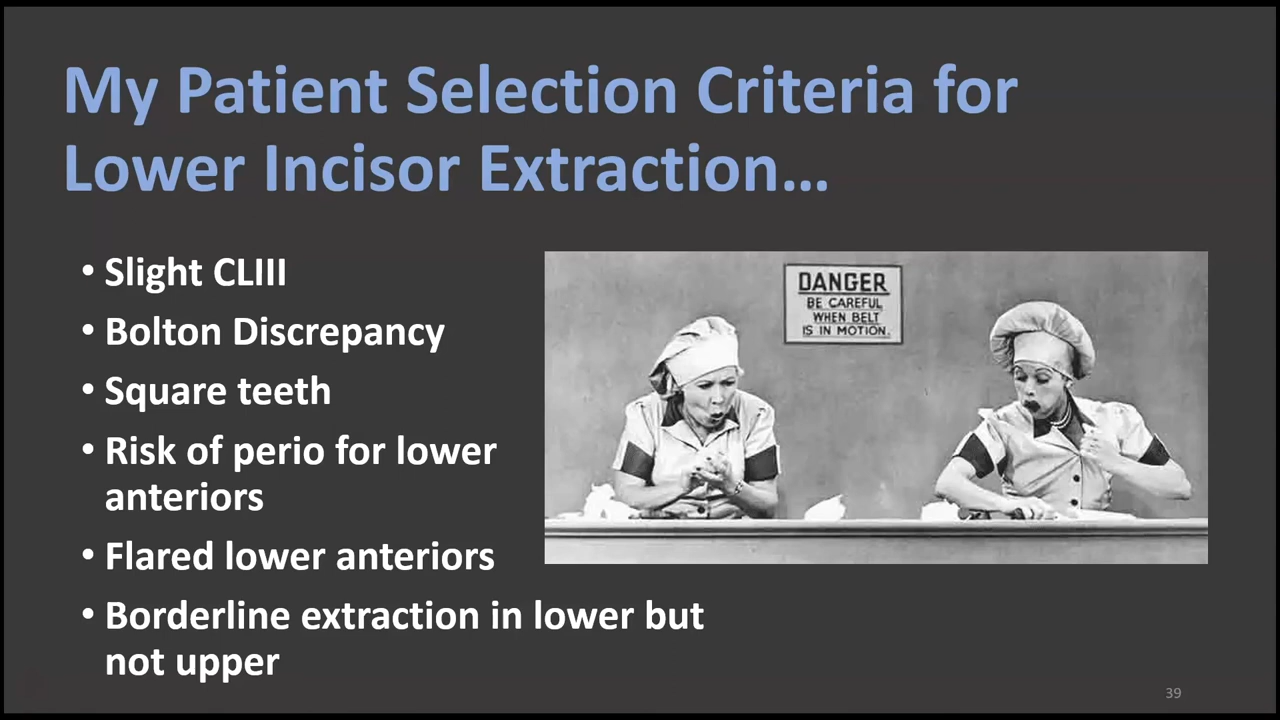 My Patient Selection Criteria for
Lower Incisor Extraction…
• Slight CLIII
• Bolton Discrepancy
• Square teeth
• Risk of perio for lower
anteriors
• Flared lower anteriors
• Borderline extraction in lower but
not upper
DANGER
BE CAREFUL
WHEN BELT
IS IN MOTION.
39